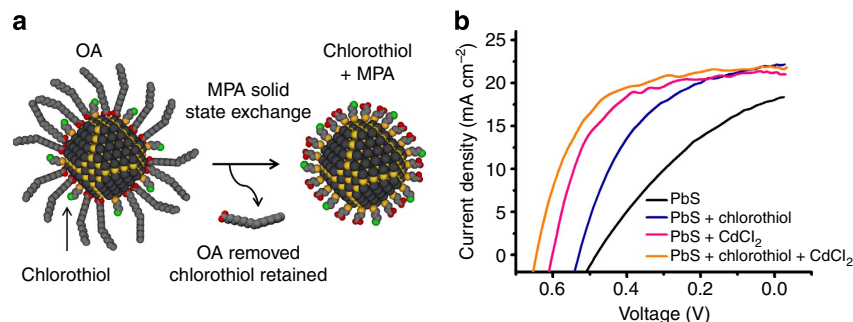 a
OA
Chlorothiol
+ MPA
MPA solid
state exchange
OA removed
chlorothiol retained
Chlorothiol
b
Current density (mA cm⁻²)
25
20
15
10
5
0
0.6
0.4
0.2
0.0
Voltage (V)
PbS
PbS + chlorothiol
PbS + CdCl₂
PbS + chlorothiol + CdCl₂